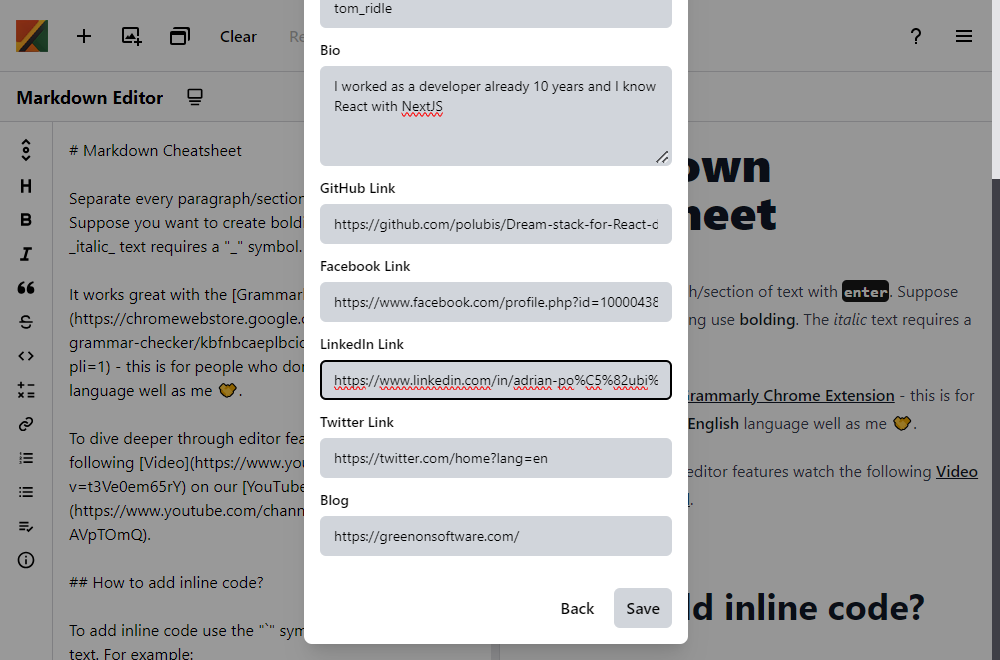 Clear
Re
?
Markdown Editor
tom_ridle
Bio
I worked as a developer already 10 years and I know
React with NextJS
GitHub Link
https://github.com/polubis/Dream-stack-for-React-d
Facebook Link
https://www.facebook.com/profile.php?id=10000438
LinkedIn Link
https://www.linkedin.com/in/adrian-po%C5%82ubi%
Twitter Link
https://twitter.com/home?lang=en
Blog
https://greenonsoftware.com/
Back
Save
# Markdown Cheatsheet
Separate every paragraph/section
Suppose you want to create boldi
_italic_ text requires a "_" symbol.
It works great with the [Grammar
(https://chromewebstore.google.c
grammar-checker/kbfnbcaeplbcio
pli=1) - this for people who don
language well as me
.
To dive deeper through editor fea
following [Video](https://www.you
v=t3Ve0em65rY) on our [YouTube
(https://www.youtube.com/chann
AVpTOmQ).
## How to add inline code?
To add inline code use the "`" sym
text. For example:
own
heet
h/section of text with enter. Suppose
ng use bolding. The italic text requires a
Grammarly Chrome Extension - this is for
English language well as me
.
editor features watch the following Video
l.
dd inline code?